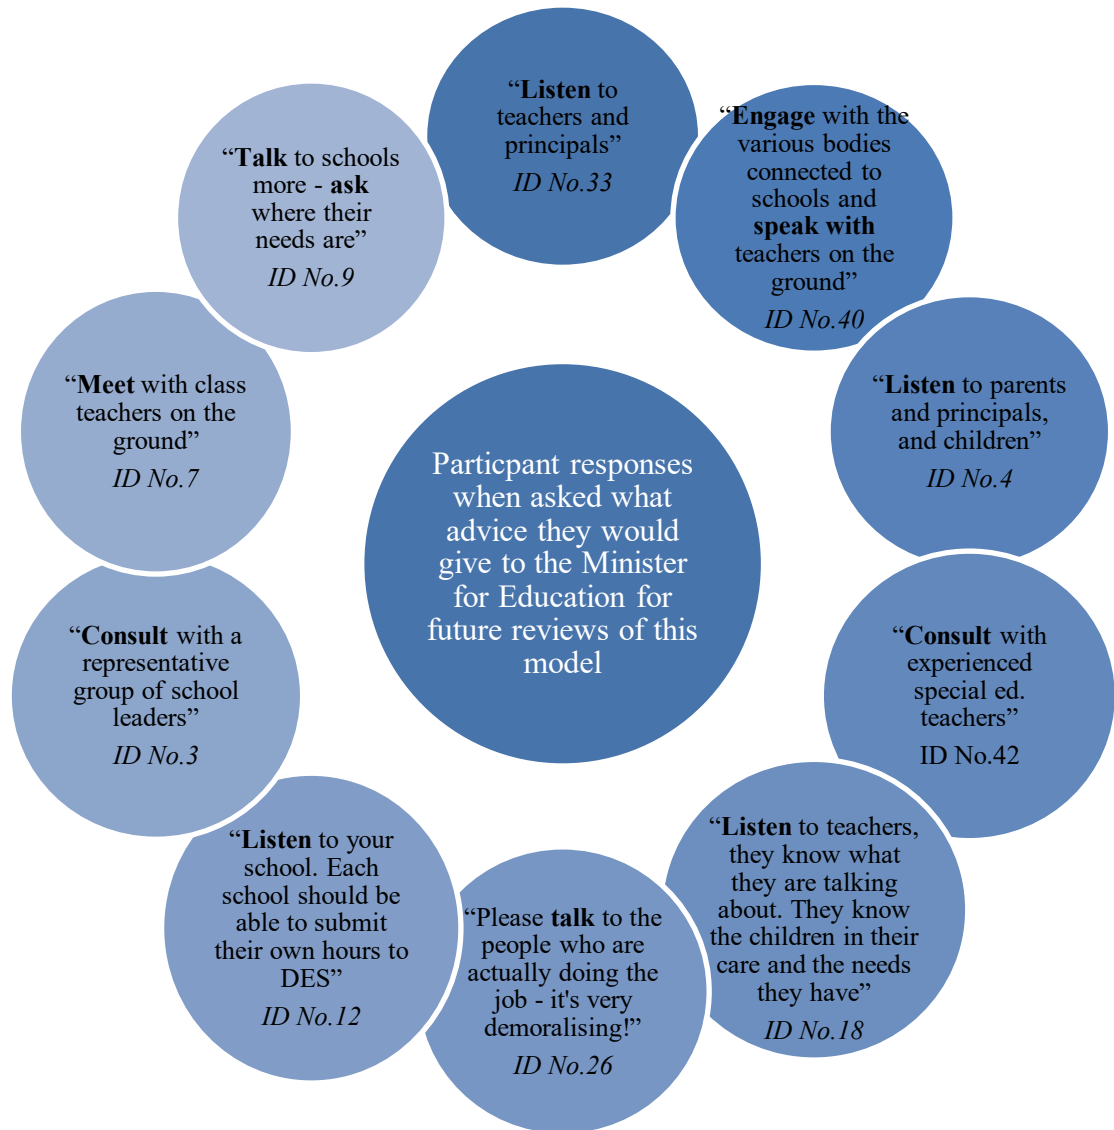 “Listen to
teachers and
principals”
ID No.33
“Engage with the
various bodies
connected to
schools and
speak with
teachers on the
ground”
ID No.40
“Listen to parents
and principals,
and children”
ID No.4
“Consult with
experienced
special ed.
teachers”
ID No.42
“Listen to teachers,
they know what
they are talking
about. They know
the children in their
care and the needs
they have”
ID No.18
“Please talk to the
people who are
actually doing the
job - it's very
demoralising!”
ID No.26
“Listen to your
school. Each
school should be
able to submit
their own hours to
DES”
ID No.12
“Consult with a
representative
group of school
leaders”
ID No.3
“Meet with class
teachers on the
ground”
ID No.7
“Talk to schools
more - ask
where their
needs are”
ID No.9
Particpant responses
when asked what
advice they would
give to the Minister
for Education for
future reviews of this
model